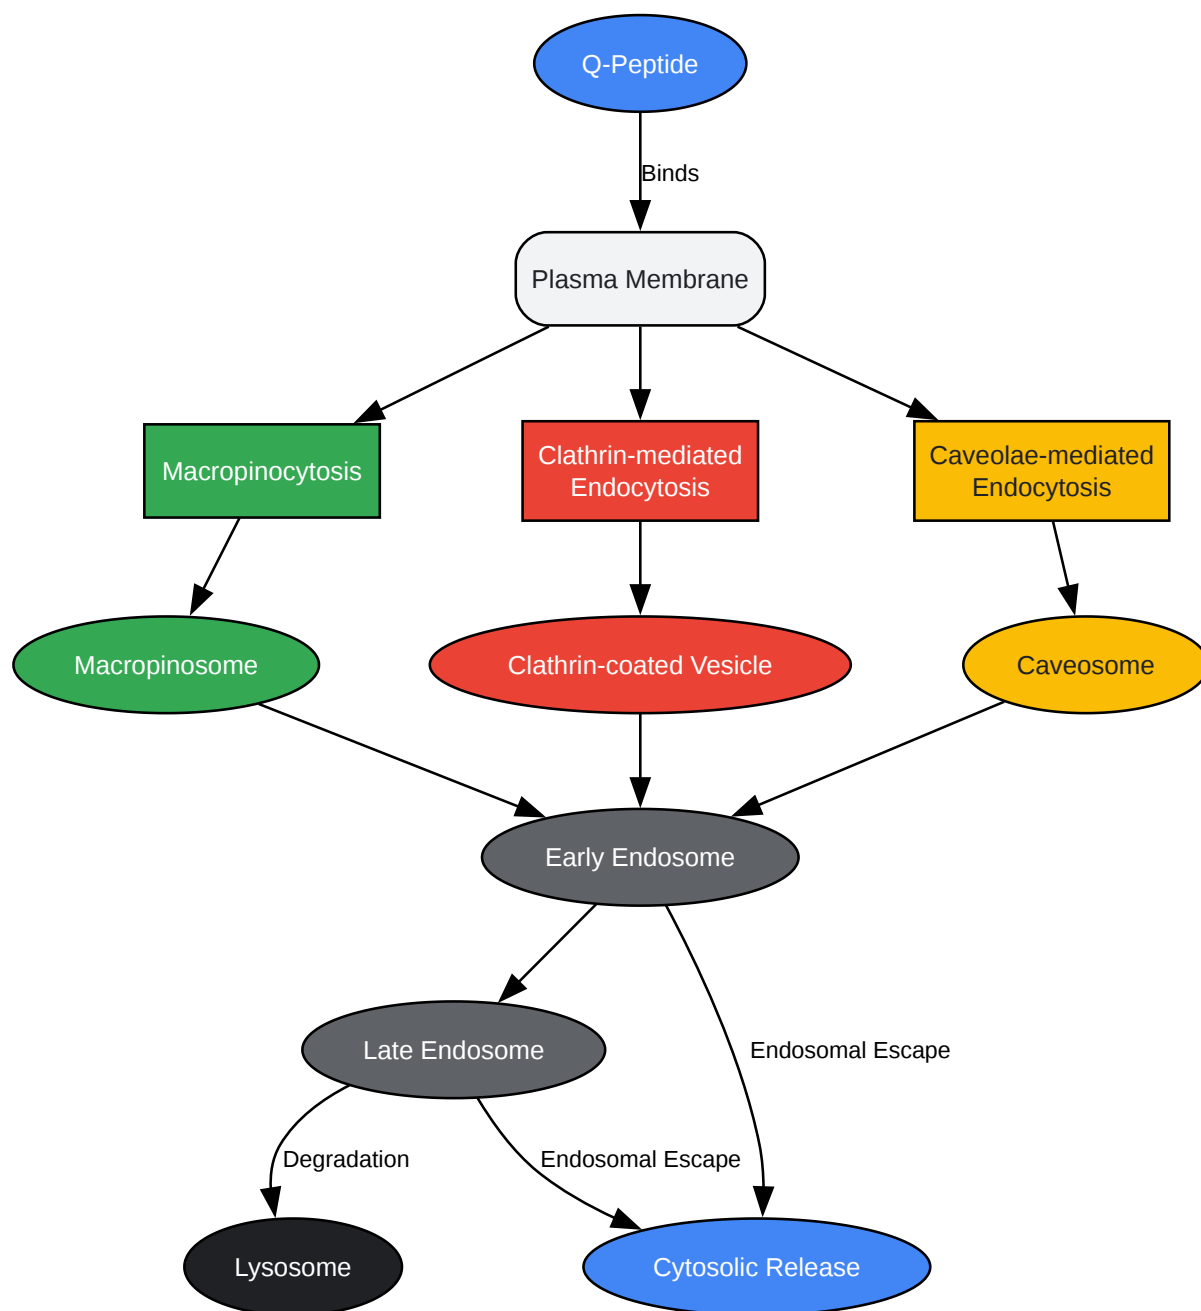 Q-Peptide
Binds
Plasma Membrane
Macropinocytosis
Clathrin-mediated
Endocytosis
Caveolae-mediated
Endocytosis
Macropinosome
Clathrin-coated Vesicle
Caveosome
Early Endosome
Late Endosome
Endosomal Escape
Degradation
Endosomal Escape
Lysosome
Cytosolic Release